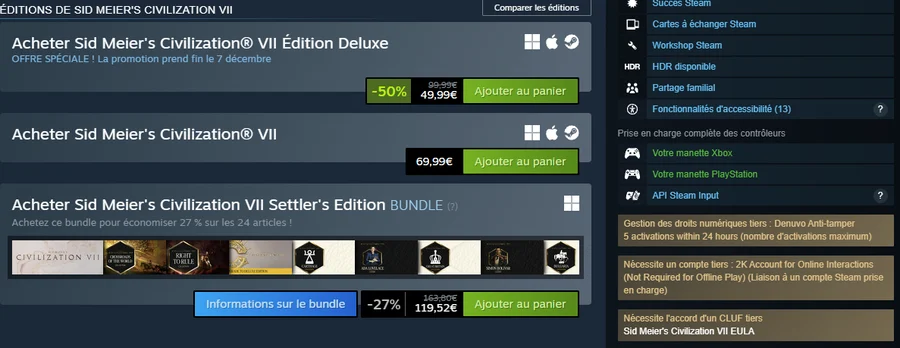 ÉDITIONS DE SID MEIER'S CIVILIZATION VII
Comparer les éditions
Acheter Sid Meier's Civilization® VII Édition Deluxe
OFFRE SPÉCIALE ! La promotion prend fin le 7 décembre
-50%
99,99€
49,99€
Ajouter au panier
Acheter Sid Meier's Civilization® VII
69,99€
Ajouter au panier
Acheter Sid Meier's Civilization VII Settler's Edition BUNDLE (?)
Achetez ce bundle pour économiser 27 % sur les 24 articles !
CIVILIZATION VII
CROSSROADS OF THE WORLD
RIGHT TO RULE
ADA LOVELACE
SIMÓN BOLÍVAR
Informations sur le bundle
-27%
163,80€
119,52€
Ajouter au panier
Succès Steam
Cartes à échanger Steam
Workshop Steam
HDR
HDR disponible
Partage familial
Fonctionnalités d'accessibilité (13)
?
Prise en charge complète des contrôleurs
Votre manette Xbox
Votre manette PlayStation
API Steam Input
?
Gestion des droits numériques tiers : Denuvo Anti-tamper
5 activations within 24 hours (nombre d'activations maximum)
Nécessite un compte tiers : 2K Account for Online Interactions
(Not Required for Offline Play) (Liaison à un compte Steam prise
en charge)
Nécessite l'accord d'un CLUF tiers
Sid Meier's Civilization VII EULA